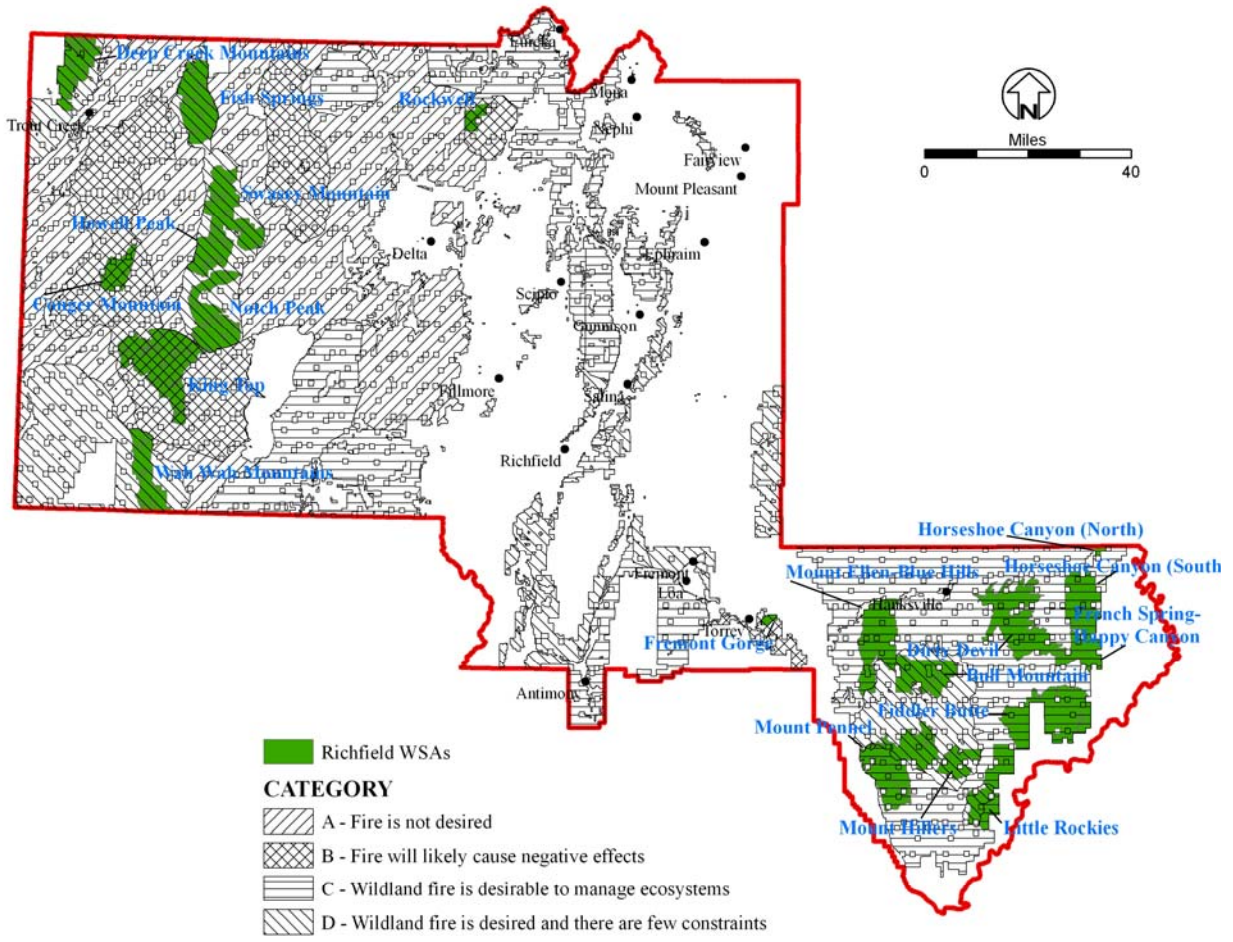 Eureka
Deep Creek Mountains
Mona
Fish Springs
Rockwell
Trout Creek
Nephi
Miles
0
40
N
Fairview
Mount Pleasant
Swasey Mountain
Howell Peak
Delta
Ephraim
Scipio
Conger Mountain
Notch Peak
Gunnison
King Top
Fillmore
Salina
Richfield
Wah Wah Mountains
Horseshoe Canyon (North)
Fremont
Mount Ellen-Blue Hills
Horseshoe Canyon (South
Loa
Hanksville
French Spring-
Happy Canyon
Torrey
Fremont Gorge
Dirty Devil
Bull Mountain
Antimony
Fiddler Butte
Mount Pennel
Mount Hillers
Little Rockies
Richfield WSAs
CATEGORY
A - Fire is not desired
B - Fire will likely cause negative effects
C - Wildland fire is desirable to manage ecosystems
D - Wildland fire is desired and there are few constraints